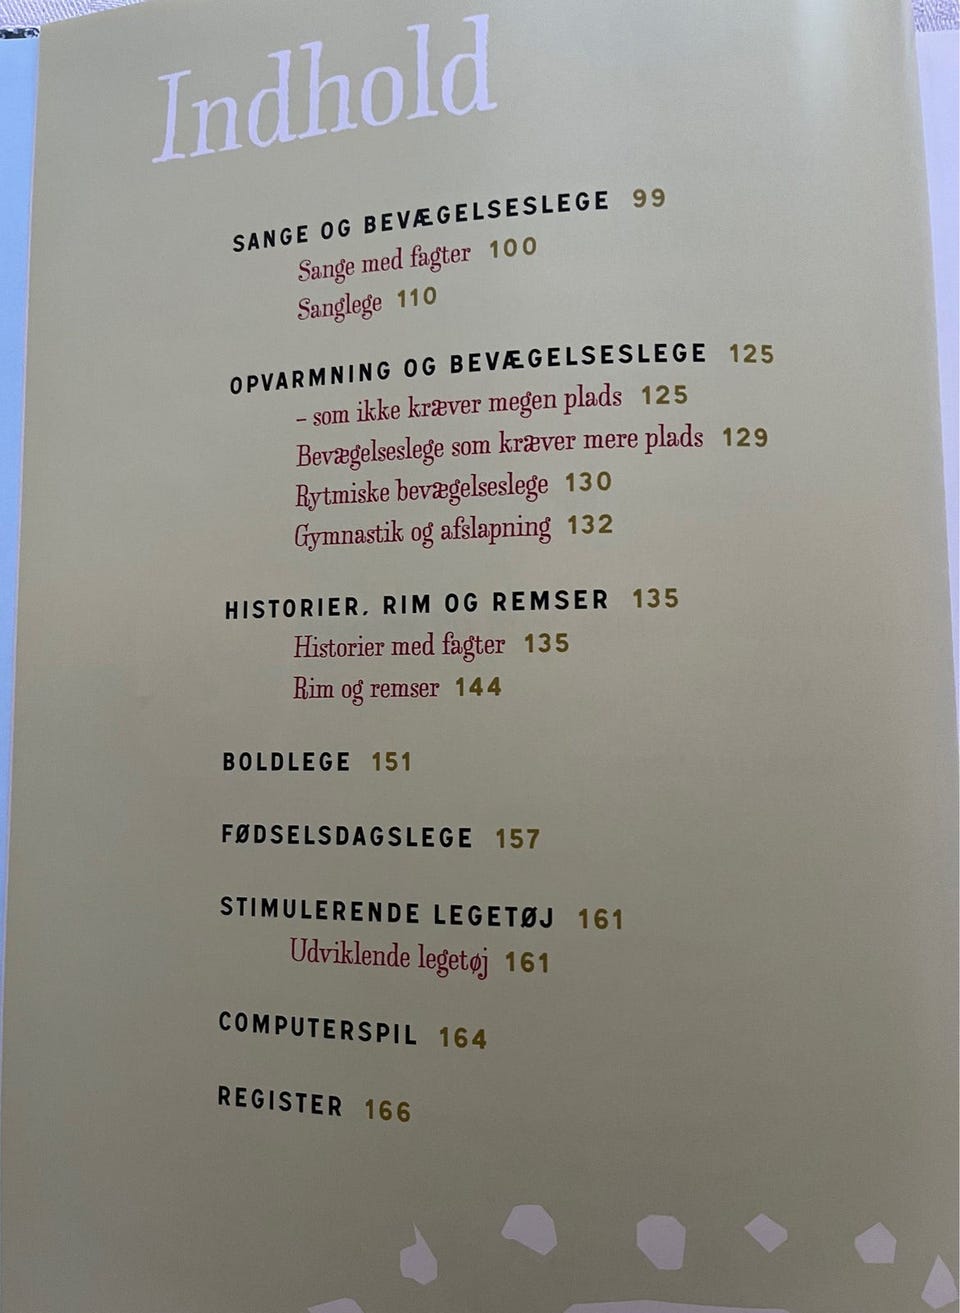 Indhold
SANGE OG BEVÆGELSESLEGE 99
Sange med fagter 100
Sanglege 110
OPVARMNING OG BEVÆGELSESLEGE 125
– som ikke kræver megen plads 125
Bevægelseslege som kræver mere plads 129
Rytmiske bevægelseslege 130
Gymnastik og afslapning 132
HISTORIER, RIM OG REMSER 135
Historier med fagter 135
Rim og remser 144
BOLDLEGE 151
FØDSELSDAGSLEGE 157
STIMULERENDE LEGETØJ 161
Udviklende legetøj 161
COMPUTERSPIL 164
REGISTER 166